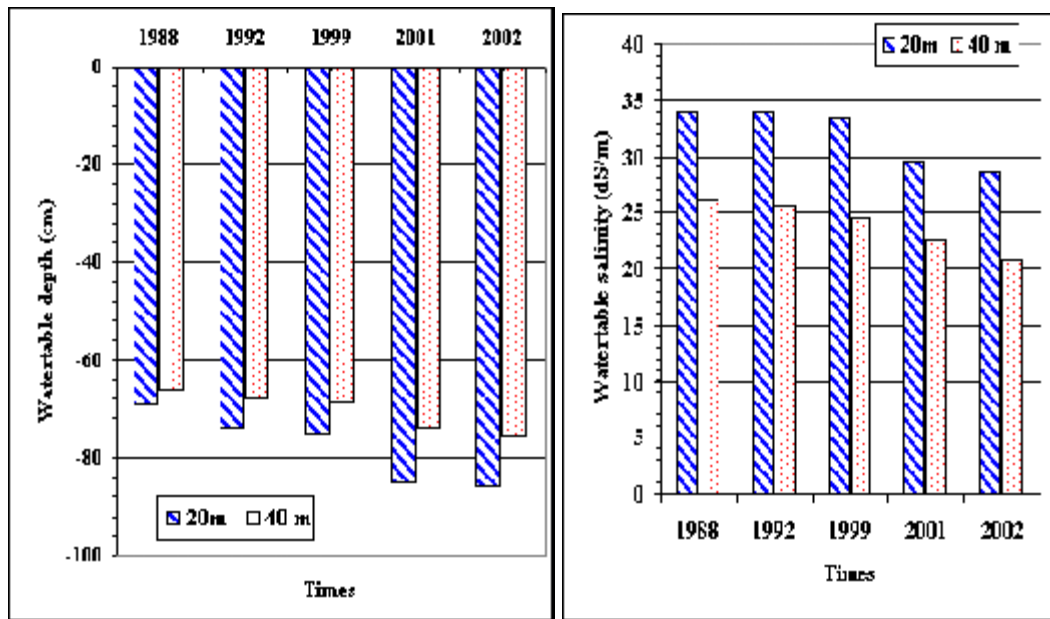 1988 1992 1999 2001 2002
0
-20
-40
-60
-80
-100
Watertable depth (cm)
20m 40 m
Times
40
35
30
25
20
15
10
5
0
Watertable salinity (dS/m)
20m 40 m
1988 1992 1999 2001 2002
Times